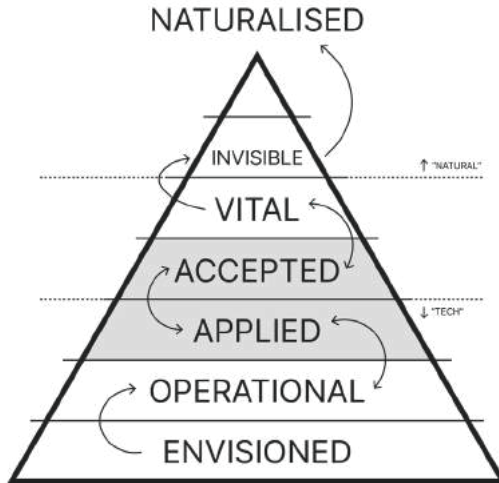 NATURALISED
INVISIBLE
↑ "NATURAL"
VITAL
ACCEPTED
↓ "TECH"
APPLIED
OPERATIONAL
ENVISIONED